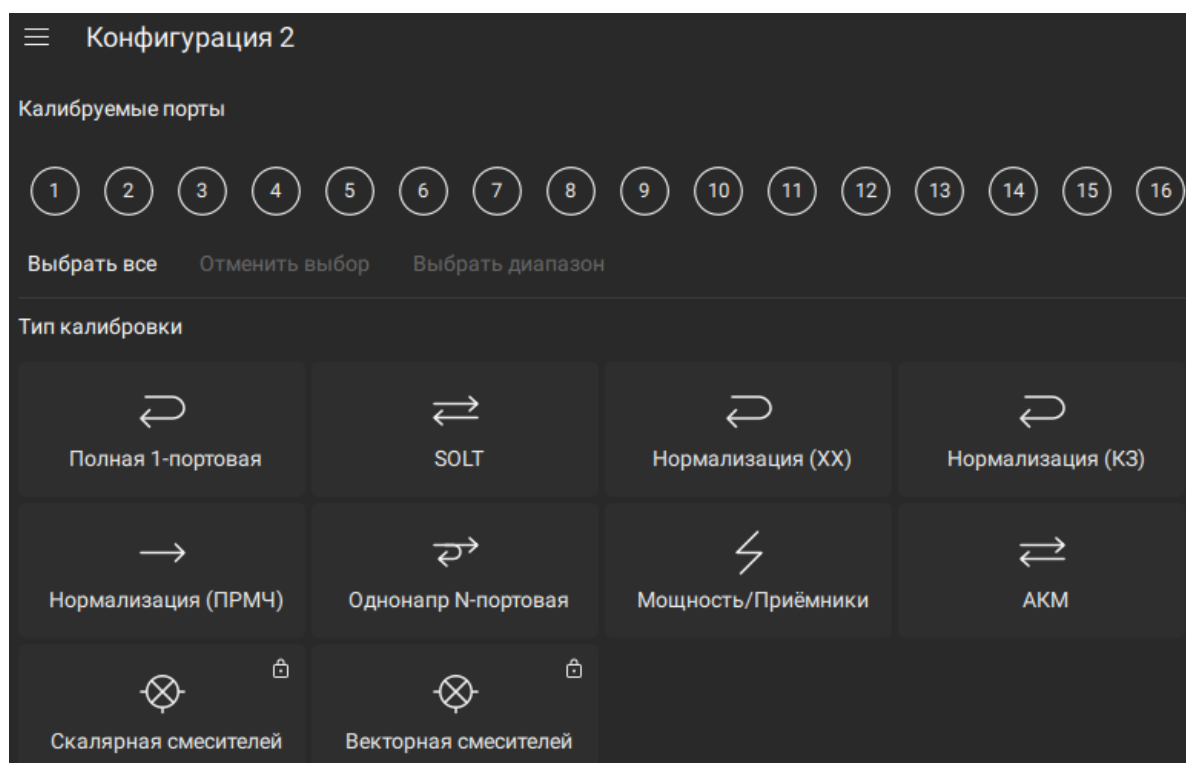 Конфигурация 2
Калибруемые порты
1 2 3 4 5 6 7 8 9 10 11 12 13 14 15 16
Выбрать все Отменить выбор Выбрать диапазон
Тип калибровки
Полная 1-портовая SOLT Нормализация (ХХ) Нормализация (КЗ)
Нормализация (ПРМЧ) Однонапр N-портовая Мощность/Приёмники АКМ
Скалярная смесителей Векторная смесителей